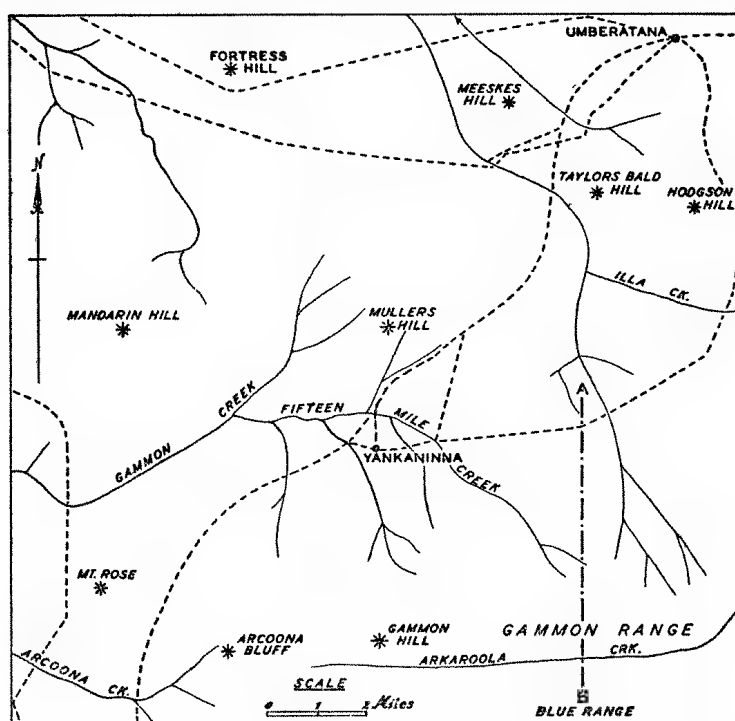 UMBERATANA
FORTRESS
HILL
MEESKES
HILL
N
TAYLORS BALD
HILL
HODGSON
HILL
ILLA CK.
MANDARIN HILL
MULLERS
HILL
A
GAMMON CREEK
FIFTEEN MILE CREEK
YANKANINNA
MT. ROSE
ARCOONA
BLUFF
GAMMON
HILL
GAMMON RANGE
ARKAROOLA CRK.
ARCOONA CK.
SCALE
0 1 2 Miles
B
BLUE RANGE